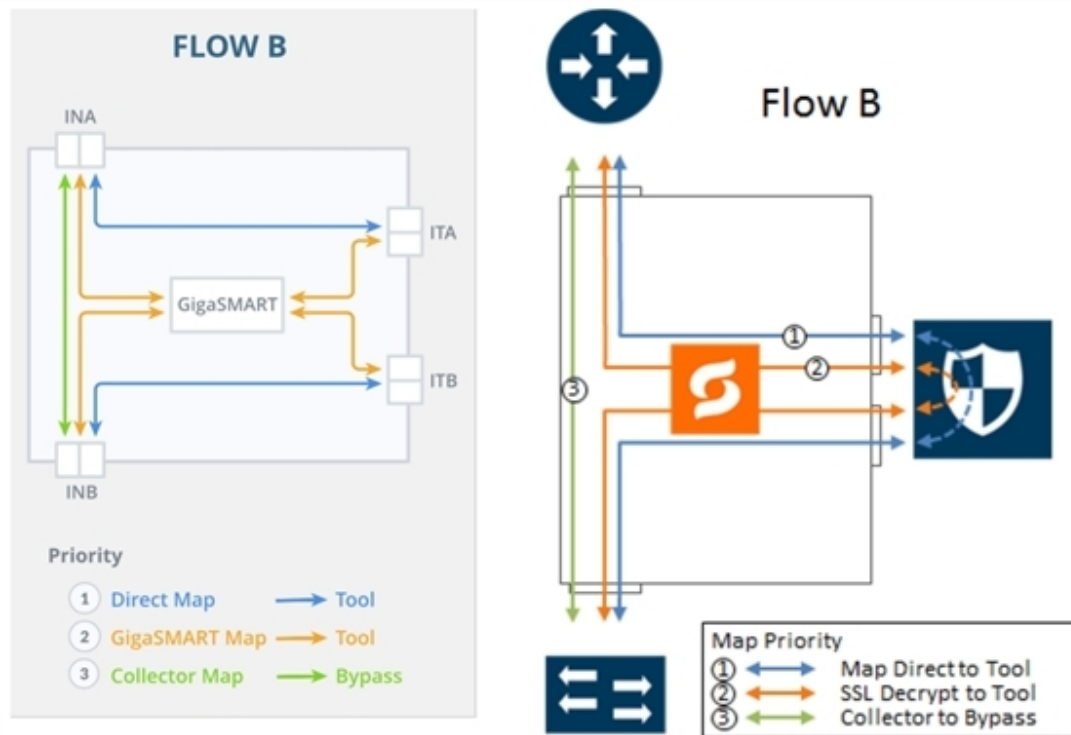 FLOW B
INA
ITA
GigaSMART
ITB
INB
Priority
1 Direct Map Tool
2 GigaSMART Map Tool
3 Collector Map Bypass
Flow B
1
2
3
Map Priority
1 Map Direct to Tool
2 SSL Decrypt to Tool
3 Collector to Bypass